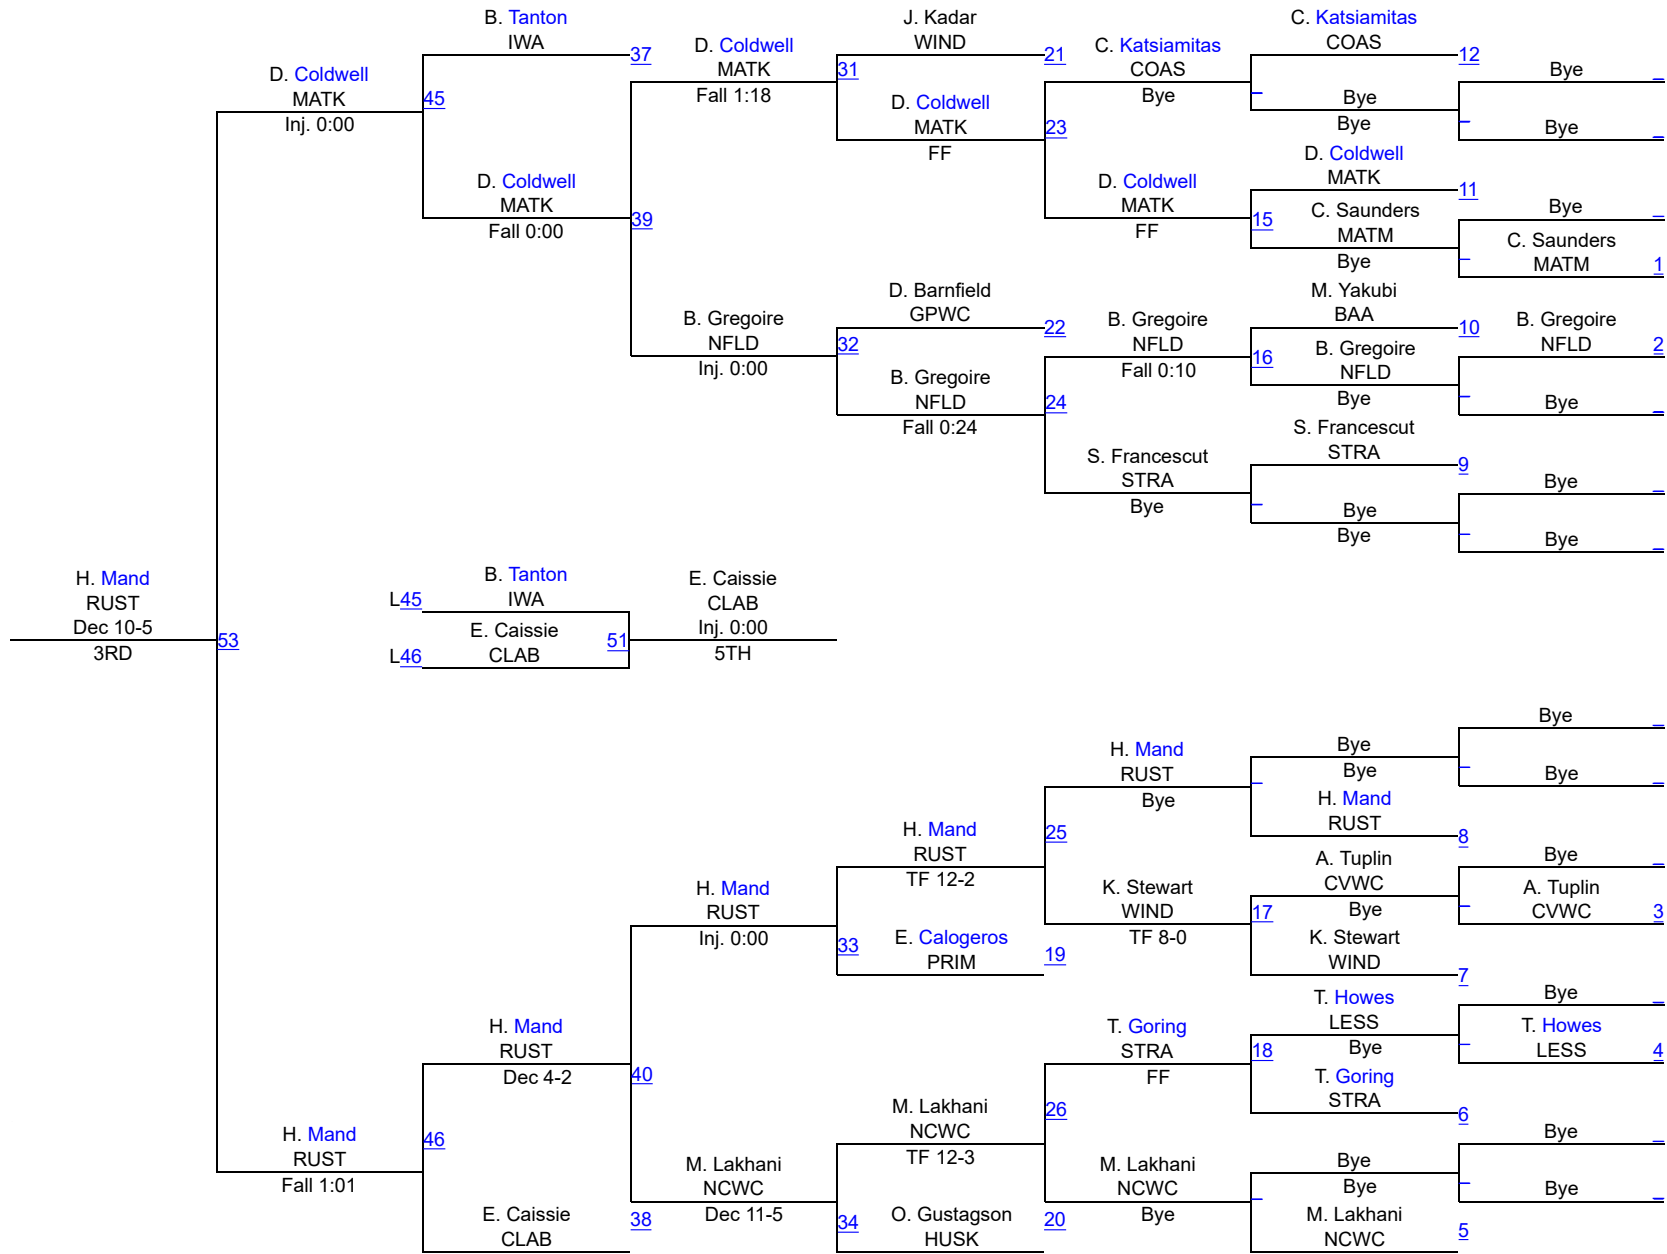 B. Tanton
IWA
37
D. Coldwell
MATK
Inj. 0:00
45
D. Coldwell
MATK
Fall 0:00
D. Coldwell
MATK
Fall 1:18
39
B. Gregoire
NFLD
Inj. 0:00
J. Kadar
WIND
21
31
D. Coldwell
MATK
FF
D. Barnfield
GPWC
22
32
B. Gregoire
NFLD
Fall 0:24
C. Katsiamitas
COAS
Bye
23
D. Coldwell
MATK
FF
B. Gregoire
NFLD
Fall 0:10
24
S. Francescut
STRA
Bye
C. Katsiamitas
COAS
12
Bye
Bye
D. Coldwell
MATK
11
15
C. Saunders
MATM
Bye
M. Yakubi
BAA
10
16
B. Gregoire
NFLD
Bye
S. Francescut
STRA
9
Bye
Bye
Bye
Bye
Bye
C. Saunders
MATM
1
B. Gregoire
NFLD
2
Bye
Bye
Bye
H. Mand
RUST
Dec 10-5
3RD
53
L45
B. Tanton
IWA
L46
E. Caissie
CLAB
51
E. Caissie
CLAB
Inj. 0:00
5TH
H. Mand
RUST
Fall 1:01
46
H. Mand
RUST
Dec 4-2
E. Caissie
CLAB
38
H. Mand
RUST
Inj. 0:00
40
M. Lakhani
NCWC
Dec 11-5
H. Mand
RUST
TF 12-2
33
E. Calogeros
PRIM
19
M. Lakhani
NCWC
TF 12-3
34
O. Gustagson
HUSK
20
H. Mand
RUST
Bye
25
K. Stewart
WIND
TF 8-0
T. Goring
STRA
FF
26
M. Lakhani
NCWC
Bye
Bye
Bye
H. Mand
RUST
8
A. Tuplin
CVWC
Bye
17
K. Stewart
WIND
7
T. Howes
LESS
Bye
18
T. Goring
STRA
6
Bye
Bye
M. Lakhani
NCWC
5
Bye
Bye
Bye
A. Tuplin
CVWC
3
Bye
T. Howes
LESS
4
Bye
Bye